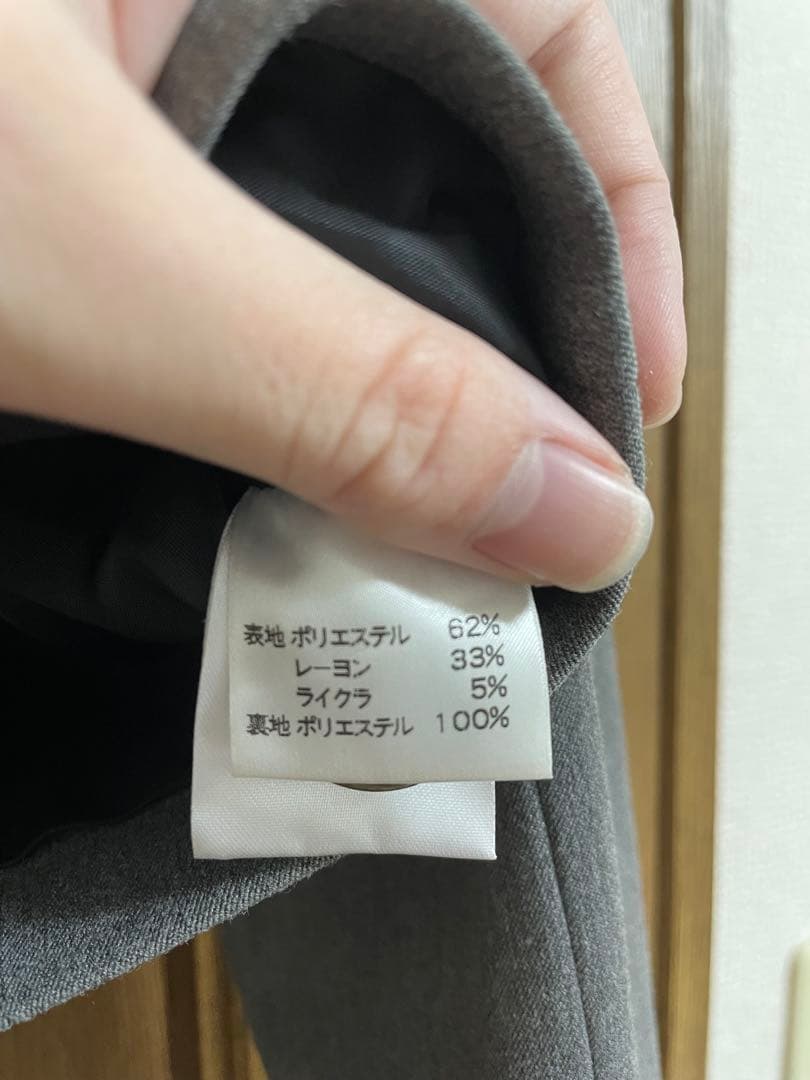 表地 ポリエステル 62%
レーヨン 33%
ライクラ 5%
裏地 ポリエステル 100%